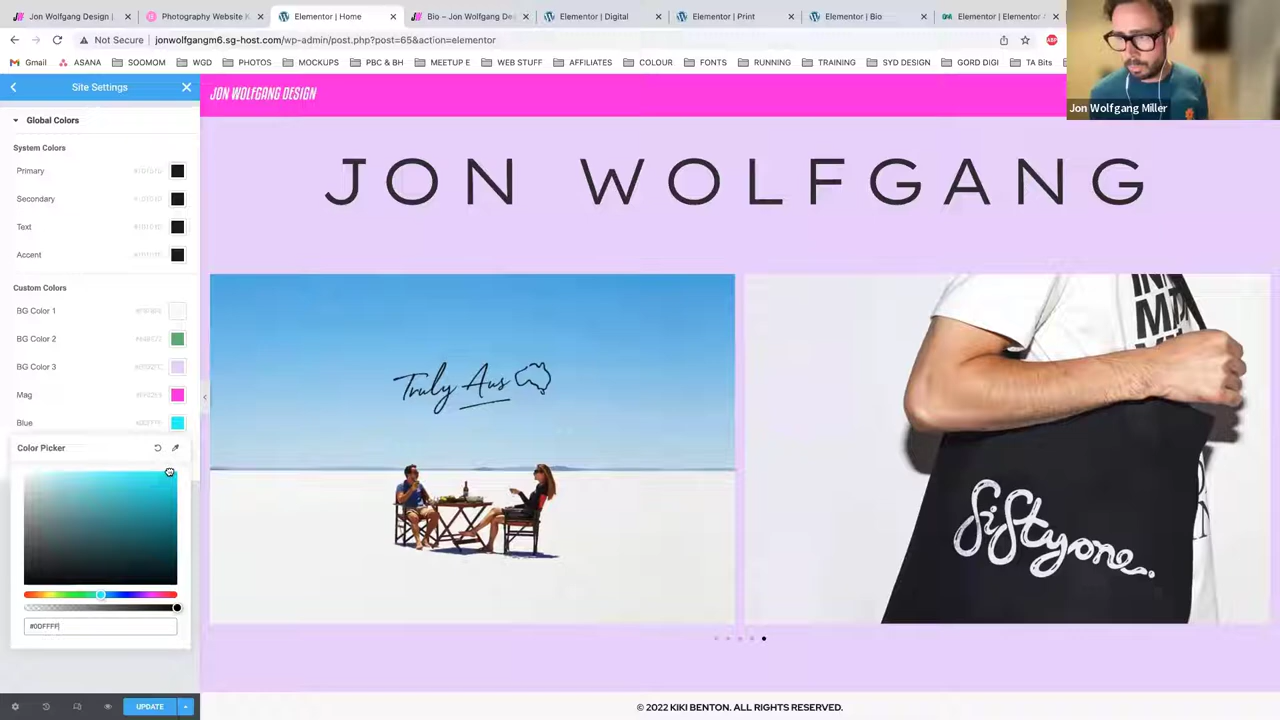 Jon Wolfgang Design |
Photography Website K
Elementor | Home
Bio – Jon Wolfgang De
Elementor | Digital
Elementor | Print
Elementor | Bio
Elementor | Elementor
Not Secure | jonwolfgangm6.sg-host.com/wp-admin/post.php?post=65&action=elementor
ABP
Gmail
ASANA
SOOMOM
WGD
PHOTOS
MOCKUPS
PBC & BH
MEETUP E
WEB STUFF
AFFILIATES
COLOUR
FONTS
RUNNING
TRAINING
SYD DESIGN
GORD DIGI
TA Bits
Jon Wolfgang Miller
Site Settings
Global Colors
System Colors
Primary
Secondary
Text
Accent
Custom Colors
BG Color 1
BG Color 2
BG Color 3
Mag
Blue
Color Picker
#0DFFFF
UPDATE
JON WOLFGANG DESIGN
JON WOLFGANG
Truly Aus
fiftyone.
© 2022 KIKI BENTON. ALL RIGHTS RESERVED.